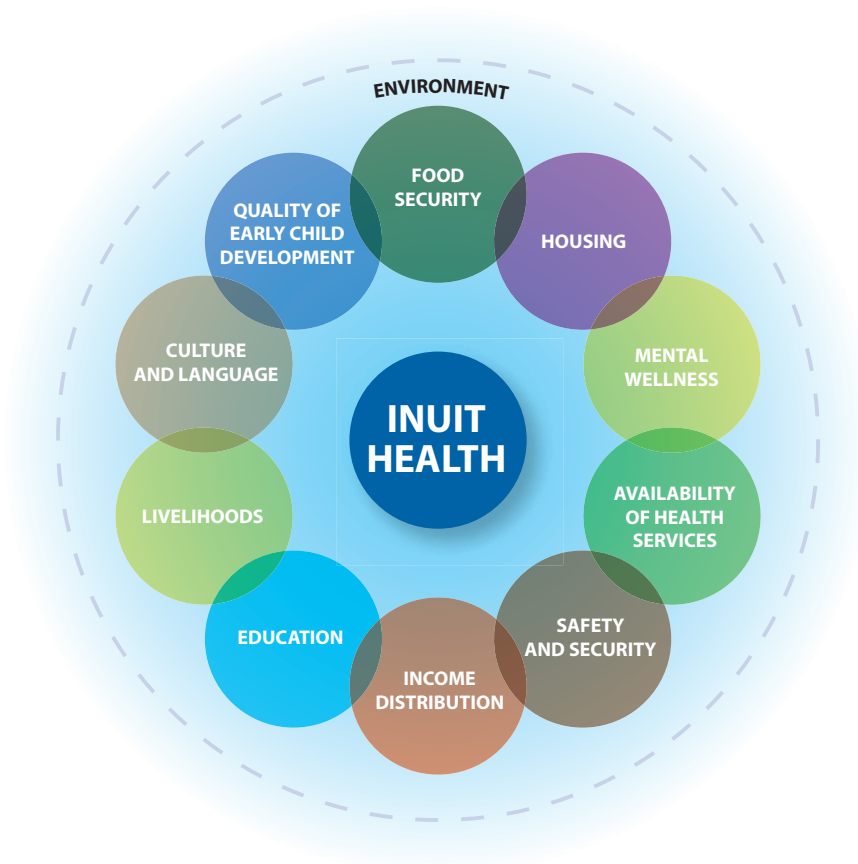 ENVIRONMENT
FOOD
SECURITY
HOUSING
MENTAL
WELLNESS
AVAILABILITY
OF HEALTH
SERVICES
SAFETY
AND SECURITY
INCOME
DISTRIBUTION
EDUCATION
LIVELIHOODS
CULTURE
AND LANGUAGE
QUALITY OF
EARLY CHILD
DEVELOPMENT
INUIT
HEALTH